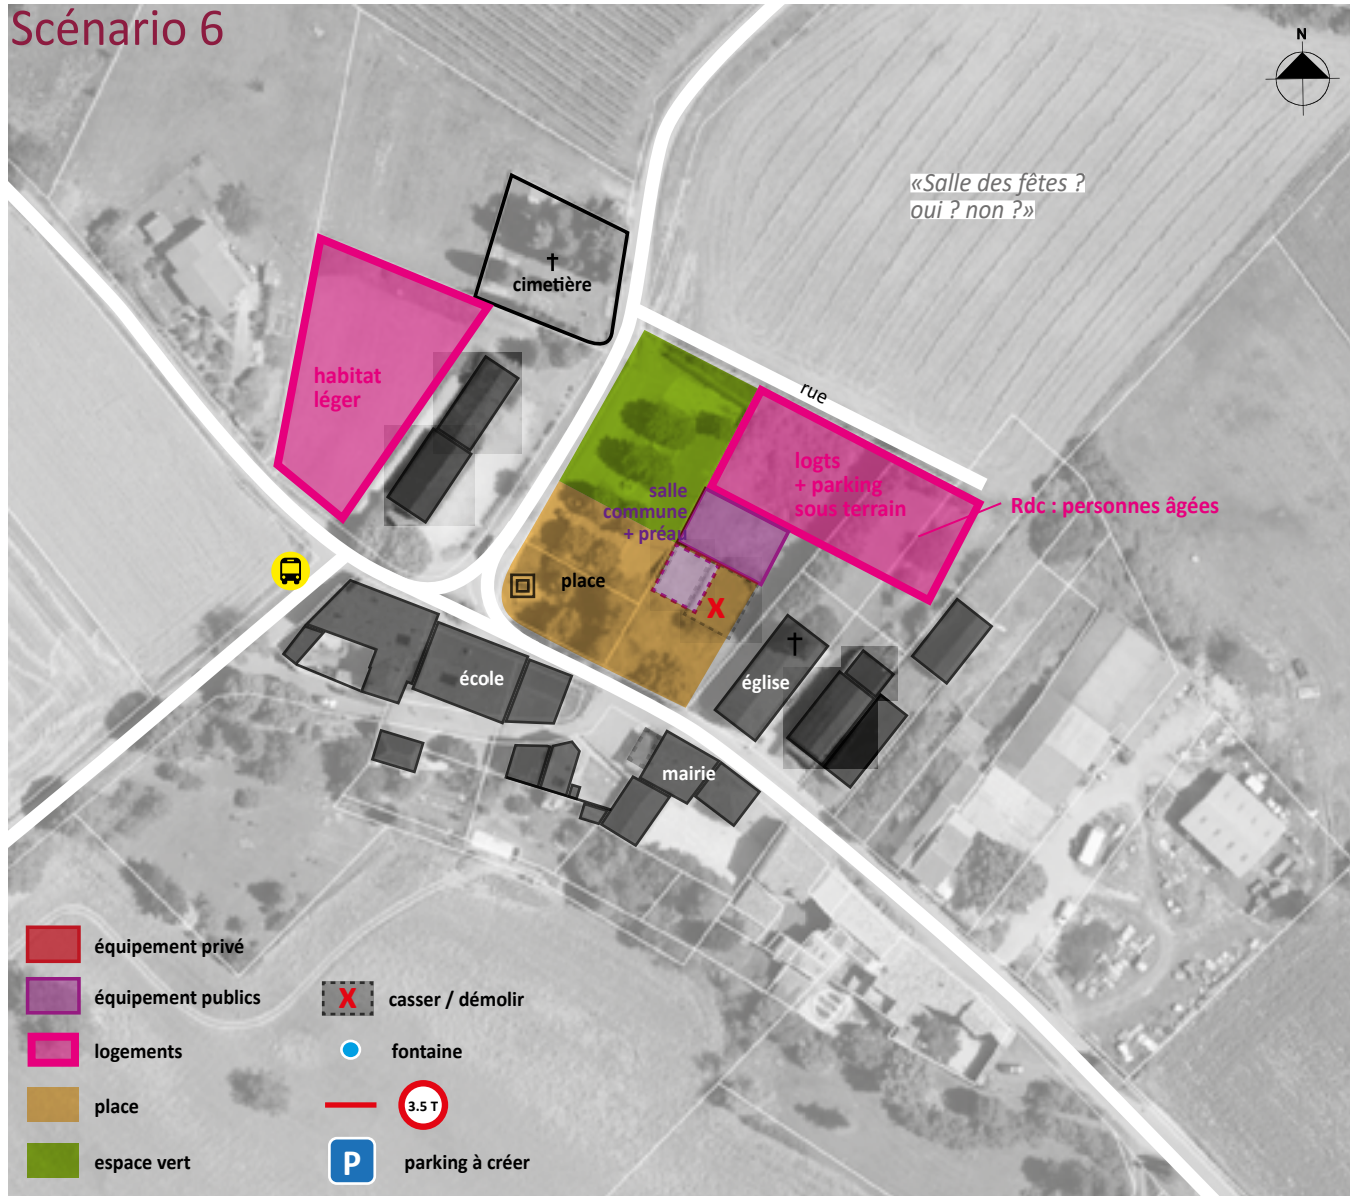 Scénario 6
N
«Salle des fêtes ?
oui ? non ?»
cimetière
rue
habitat
léger
logts
+ parking
sous terrain
Rdc : personnes âgées
salle
commune
+ préau
place
X
église
école
mairie
équipement privé
équipement publics
logements
place
espace vert
X casser / démolir
fontaine
3.5 T
P parking à créer